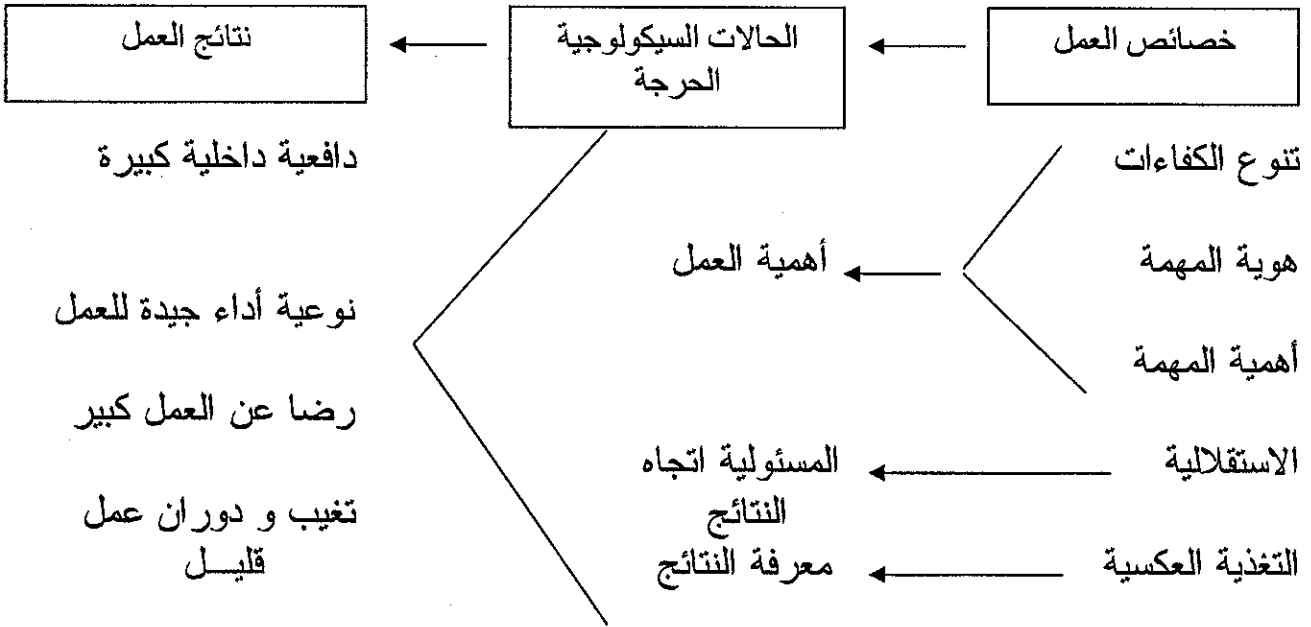 خصائص العمل
الحالات السيكولوجية
الحرجة
نتائج العمل
تنوع الكفاءات
هوية المهمة
أهمية المهمة
الاستقلالية
التغذية العكسية
أهمية العمل
المسئولية اتجاه
النتائج
معرفة النتائج
دافعية داخلية كبيرة
نوعية أداء جيدة للعمل
رضا عن العمل كبير
تغيب و دوران عمل
قليـــل